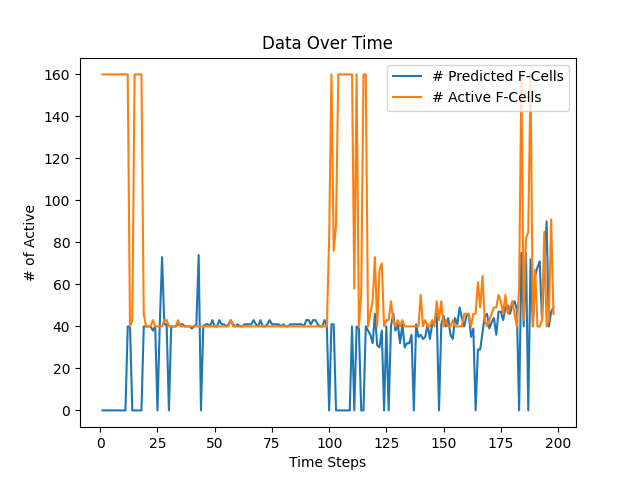 Data Over Time
# Predicted F-Cells
# Active F-Cells
160
140
120
100
80
60
40
20
0
# of Active
0 25 50 75 100 125 150 175 200
Time Steps